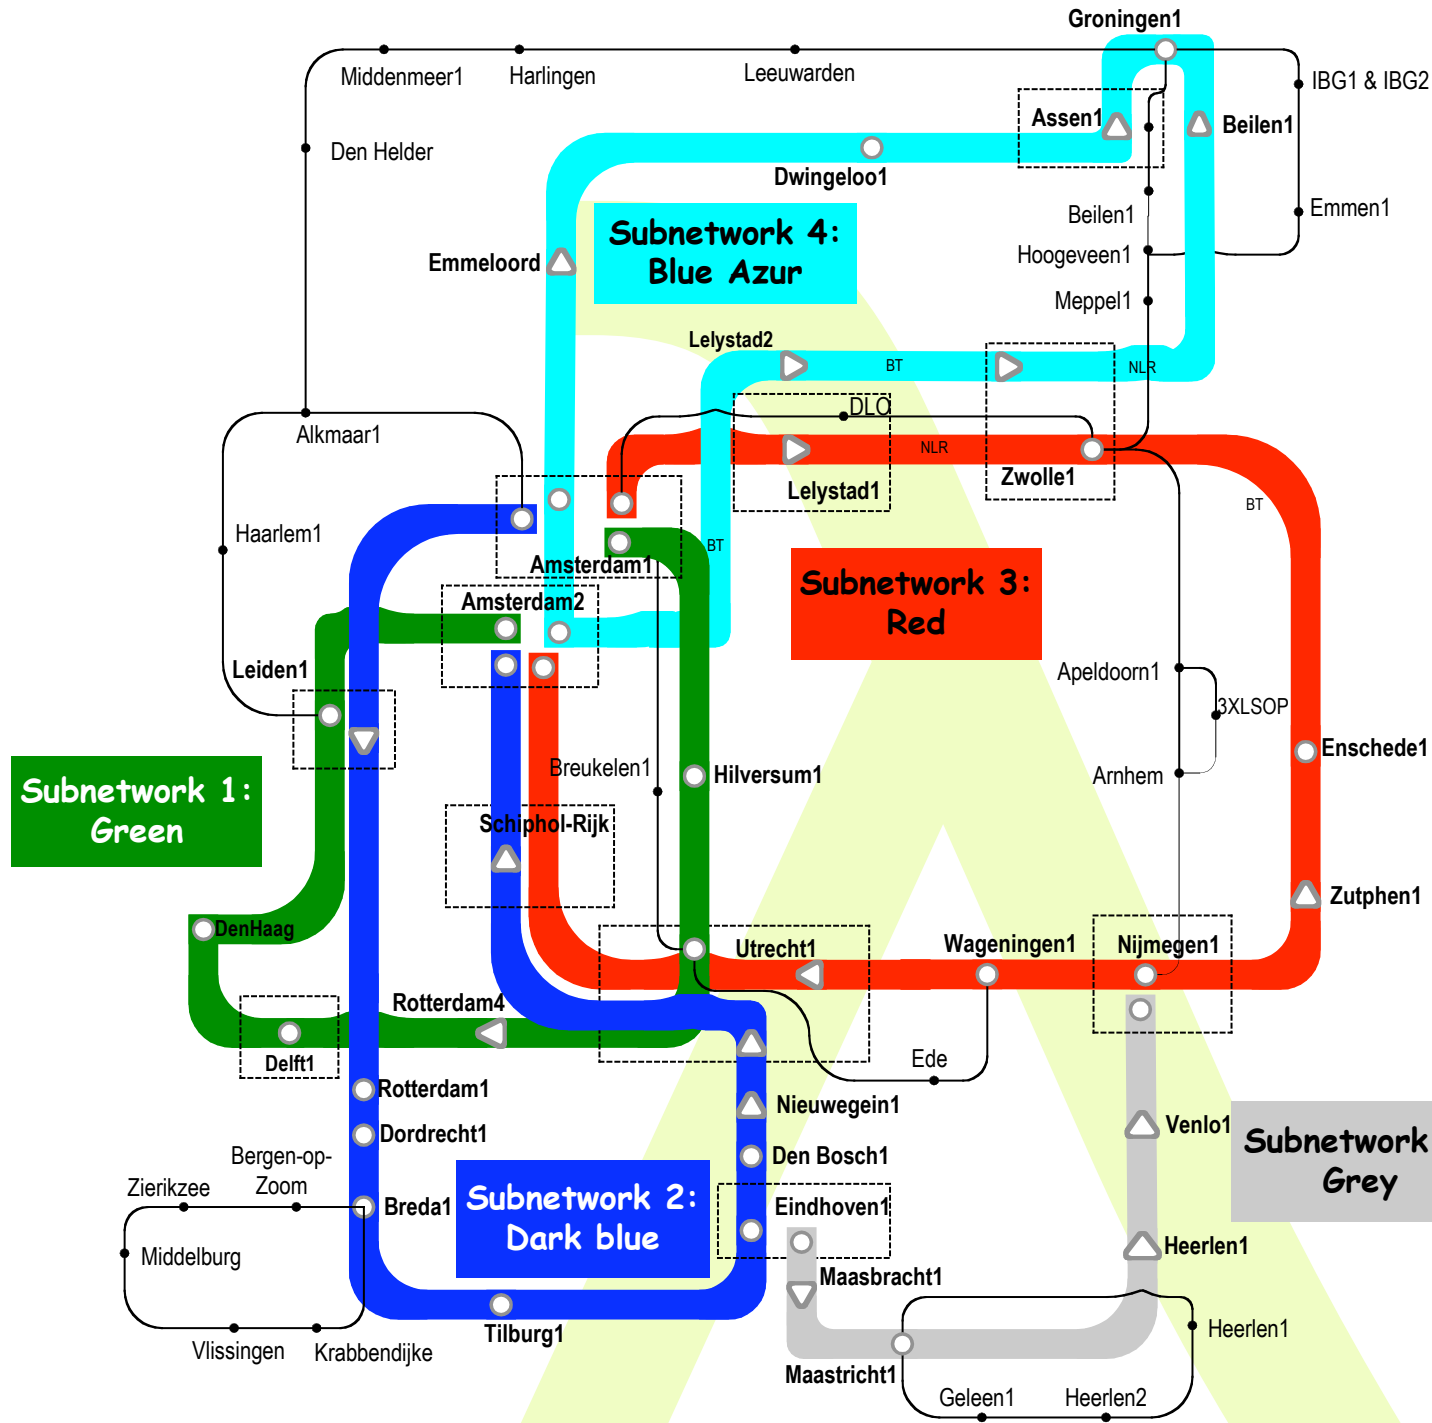 Groningen1
Middenmeer1
Harlingen
Leeuwarden
IBG1 & IBG2
Assen1
Beilen1
Den Helder
Dwingeloo1
Beilen1
Emmen1
Subnetwork 4:
Blue Azur
Emmeloord
Hoogeveen1
Meppel1
Lelystad2
BT
NLR
DLO
Alkmaar1
NLR
Lelystad1
Zwolle1
BT
Haarlem1
BT
Amsterdam1
Subnetwork 3:
Red
Amsterdam2
Leiden1
Apeldoorn1
3XLSOP
Enschede1
Breukelen1
Hilversum1
Arnhem
Subnetwork 1:
Green
Schiphol-Rijk
Zutphen1
DenHaag
Utrecht1
Wageningen1
Nijmegen1
Rotterdam4
Delft1
Ede
Rotterdam1
Nieuwegein1
Dordrecht1
Venlo1
Den Bosch1
Subnetwork
Grey
Bergen-op-
Zoom
Zierikzee
Breda1
Subnetwork 2:
Dark blue
Eindhoven1
Middelburg
Heerlen1
Maasbracht1
Tilburg1
Heerlen1
Vlissingen
Krabbendijke
Maastricht1
Geleen1
Heerlen2